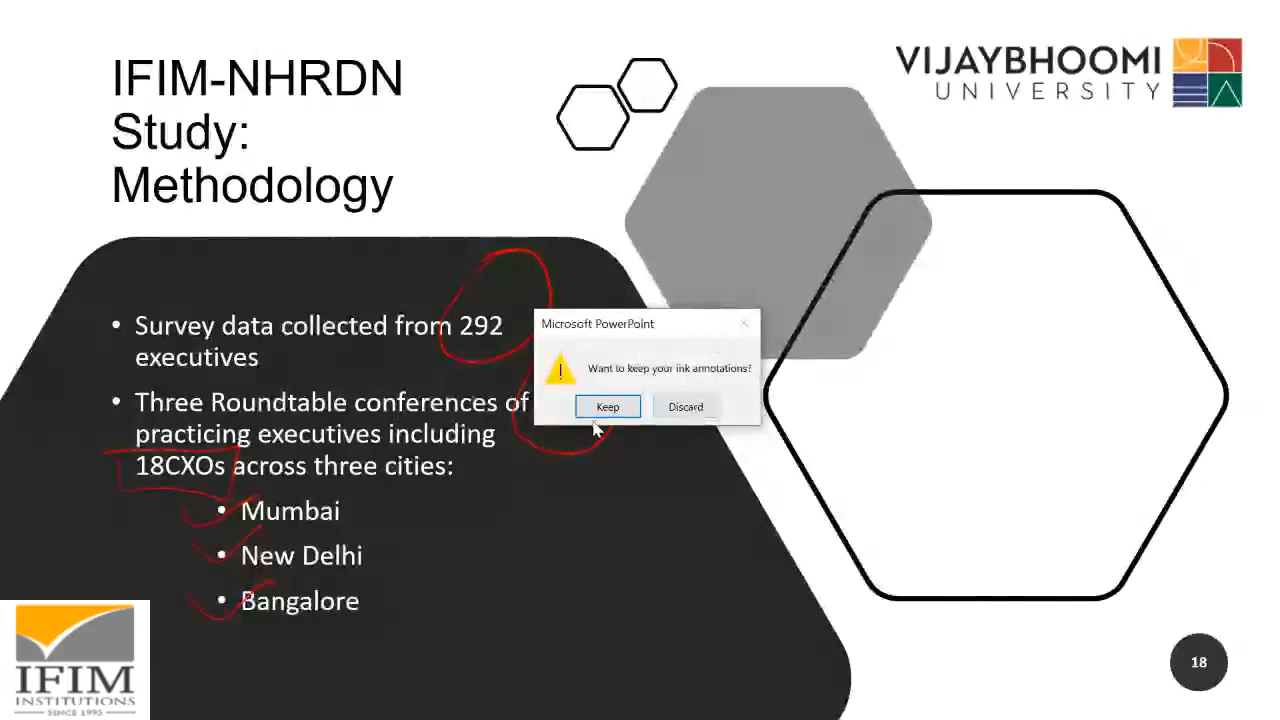 IFIM-NHRDN
Study:
Methodology
VIJAYBHOOMI
UNIVERSITY
• Survey data collected from 292
executives
• Three Roundtable conferences of
practicing executives including
18CXOs across three cities:
• Mumbai
• New Delhi
• Bangalore
Microsoft PowerPoint
Want to keep your ink annotations?
Keep
Discard
IFIM
INSTITUTIONS
SINCE 1995
18